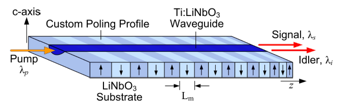 c-axis
Custom Poling Profile
Ti:LiNbO3
Waveguide
Signal, λs
Pump
λp
Idler, λi
LiNbO3
Substrate
Lm
z